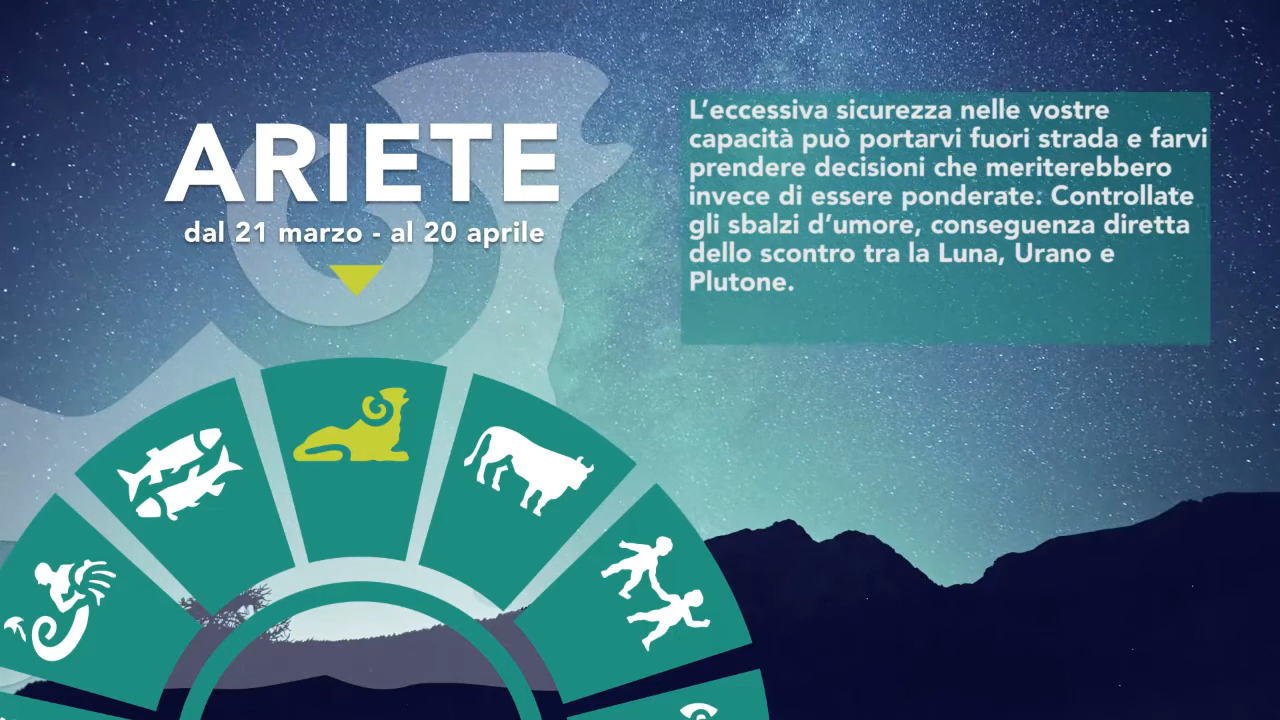 ARIETE
dal 21 marzo - al 20 aprile
L’eccessiva sicurezza nelle vostre
capacità può portarvi fuori strada e farvi
prendere decisioni che meriterebbero
invece di essere ponderate. Controllate
gli sbalzi d’umore, conseguenza diretta
dello scontro tra la Luna, Urano e
Plutone.